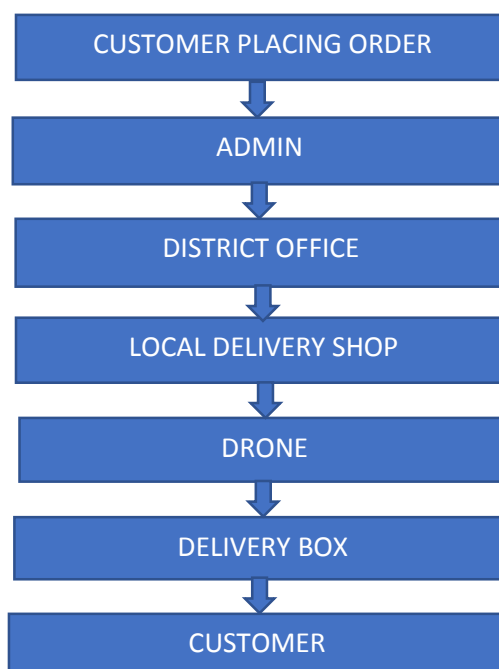 CUSTOMER PLACING ORDER
ADMIN
DISTRICT OFFICE
LOCAL DELIVERY SHOP
DRONE
DELIVERY BOX
CUSTOMER